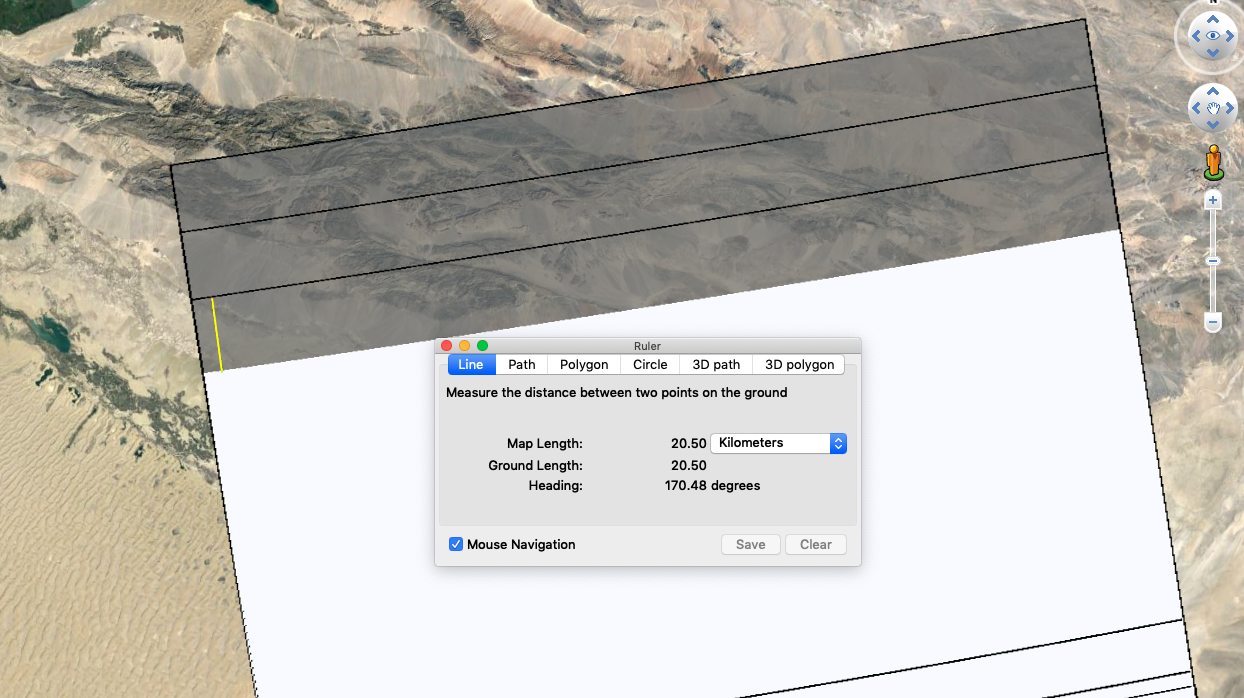 N
Ruler
Line Path Polygon Circle 3D path 3D polygon
Measure the distance between two points on the ground
Map Length: 20.50 Kilometers
Ground Length: 20.50
Heading: 170.48 degrees
Mouse Navigation Save Clear